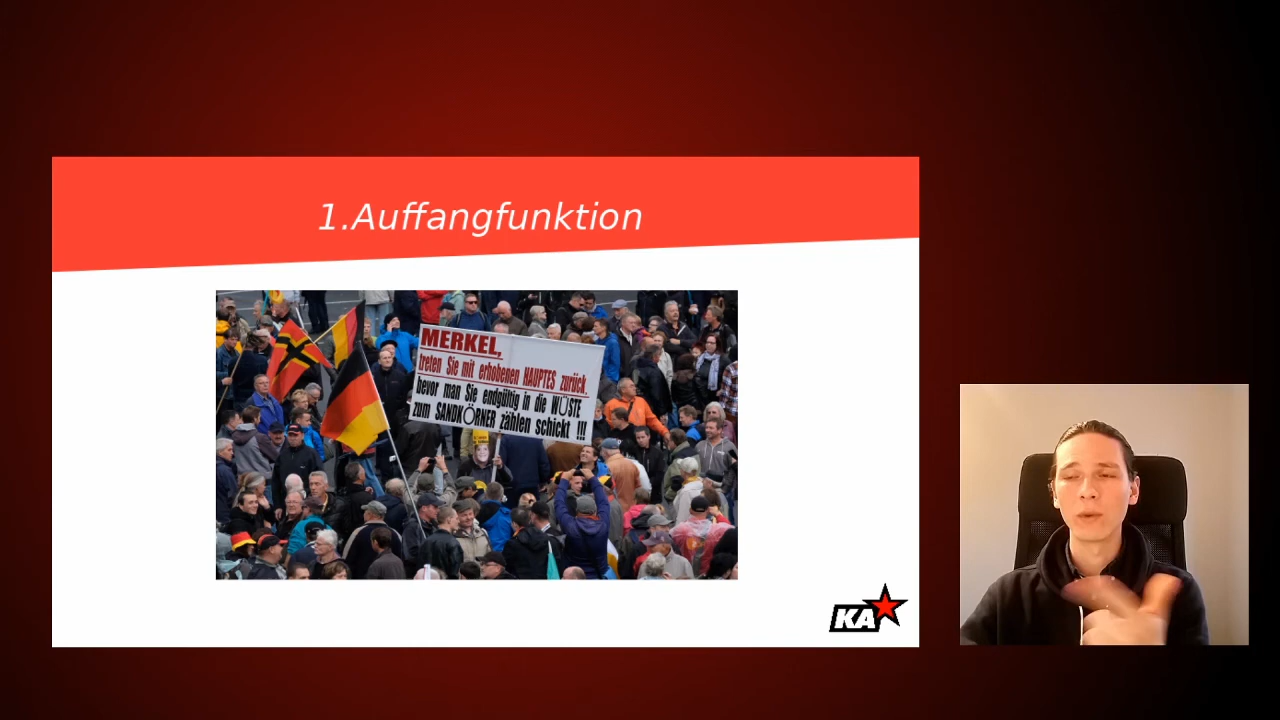 1.Auffangfunktion
MERKEL,
treten Sie mit erhobenen HAUPTES zurück,
bevor man Sie endgültig in die WÜSTE
zum SANDKÖRNER zählen schickt !!!
KA